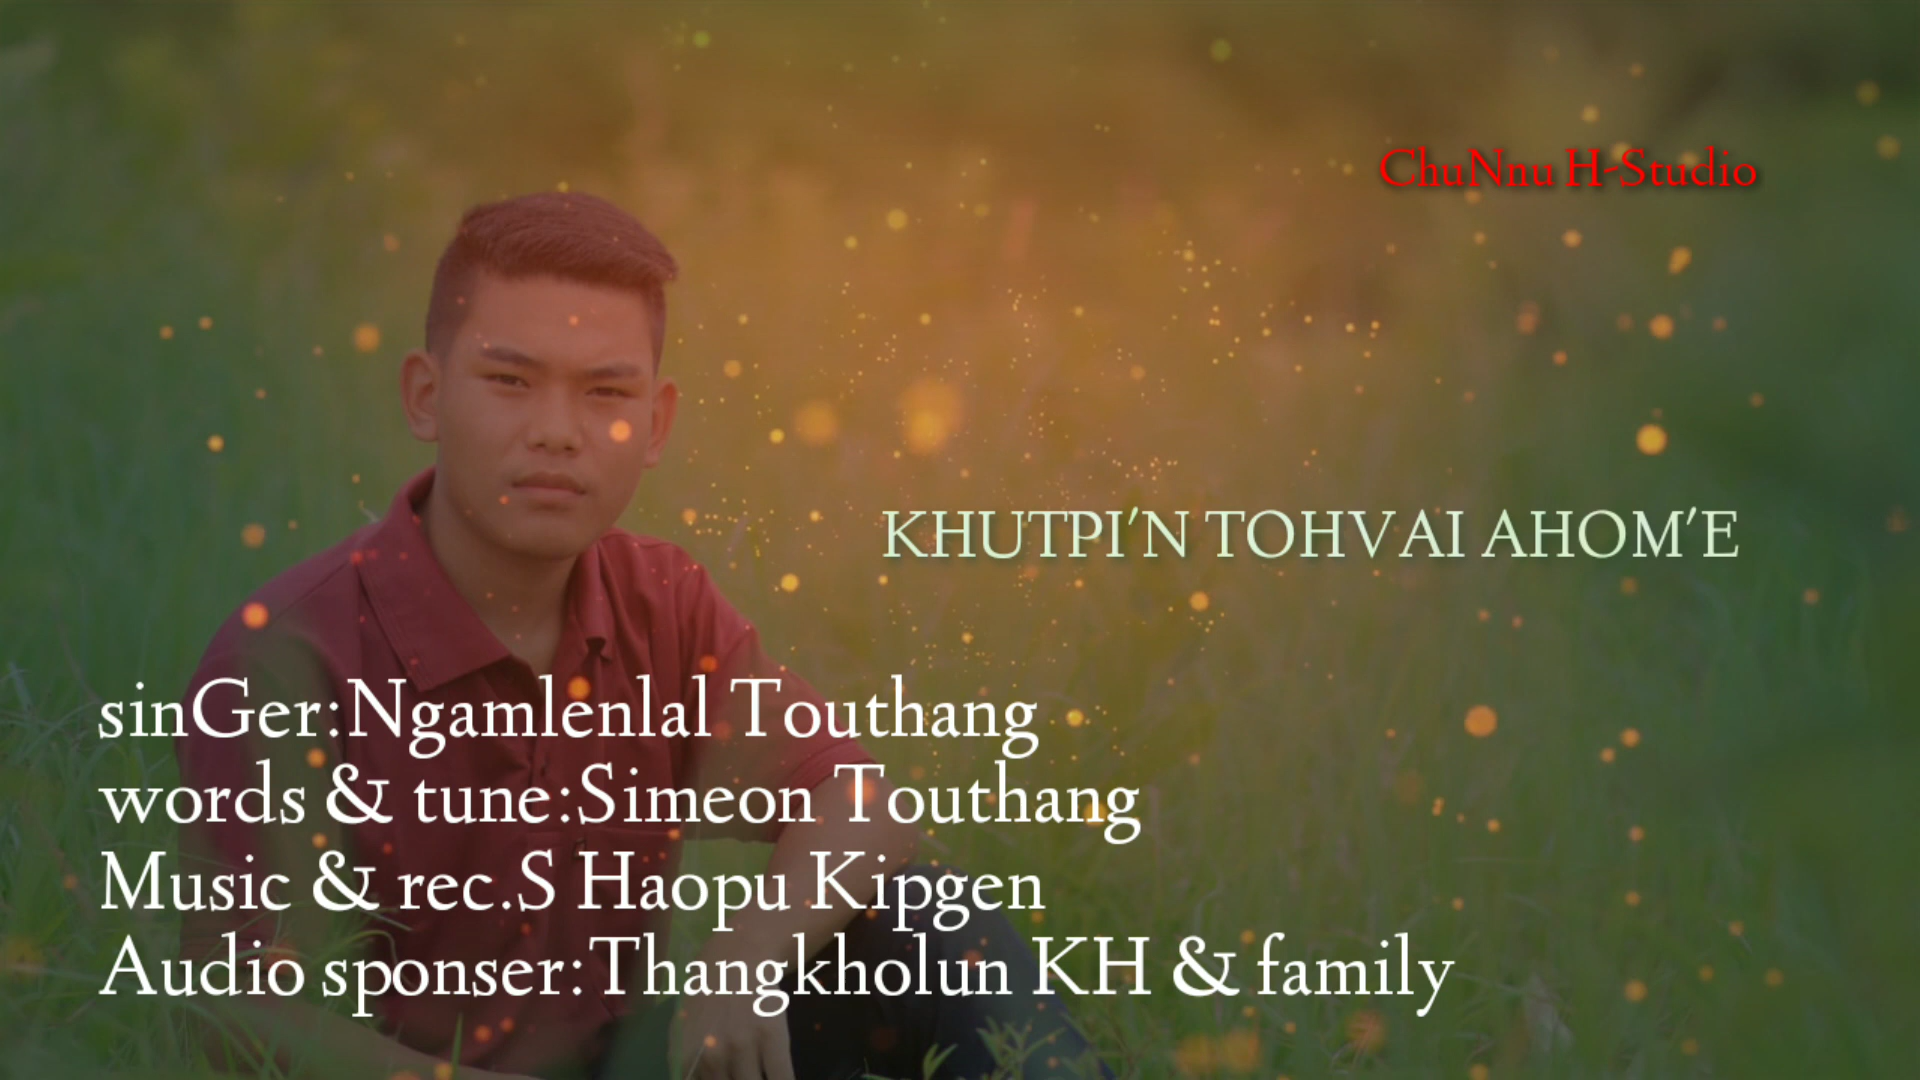 ChuNnu H-Studio
KHUTPI'N TOHVAI AHOM'E
sinGer:Ngamlenlal Touthang
words & tune:Simeon Touthang
Music & rec.S Haopu Kipgen
Audio sponser:Thangkholun KH & family